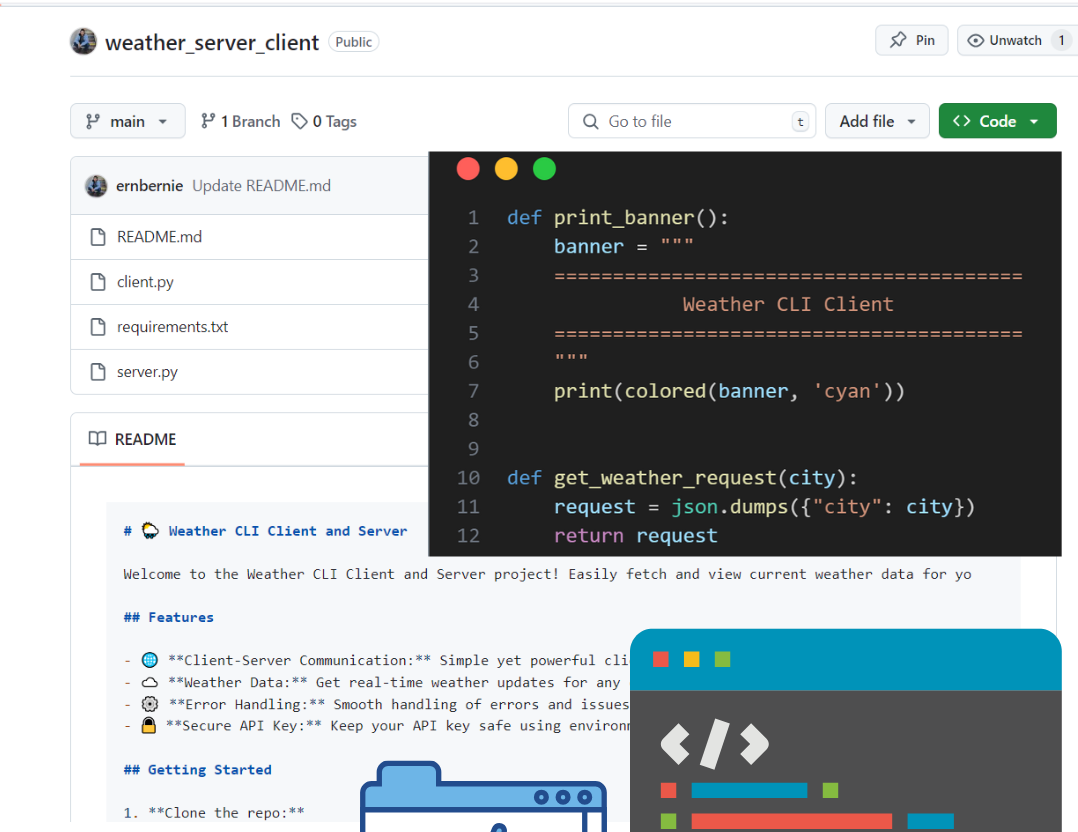 weather_server_client Public
Pin
Unwatch 1
main
1 Branch
0 Tags
Go to file t
Add file
<> Code
ernbernie Update README.md
README.md
client.py
requirements.txt
server.py
README
1 def print_banner():
2 banner = """
3 ========================================
4 Weather CLI Client
5 ========================================
6 """
7 print(colored(banner, 'cyan'))
8
9
10 def get_weather_request(city):
11 request = json.dumps({"city": city})
12 return request
# 🌦 Weather CLI Client and Server
Welcome to the Weather CLI Client and Server project! Easily fetch and view current weather data for yo
## Features
- 🌐 **Client-Server Communication:** Simple yet powerful cli
- ☁ **Weather Data:** Get real-time weather updates for any
- ⚙ **Error Handling:** Smooth handling of errors and issues
- 🔒 **Secure API Key:** Keep your API key safe using environm
</>
## Getting Started
1. **Clone the repo:**